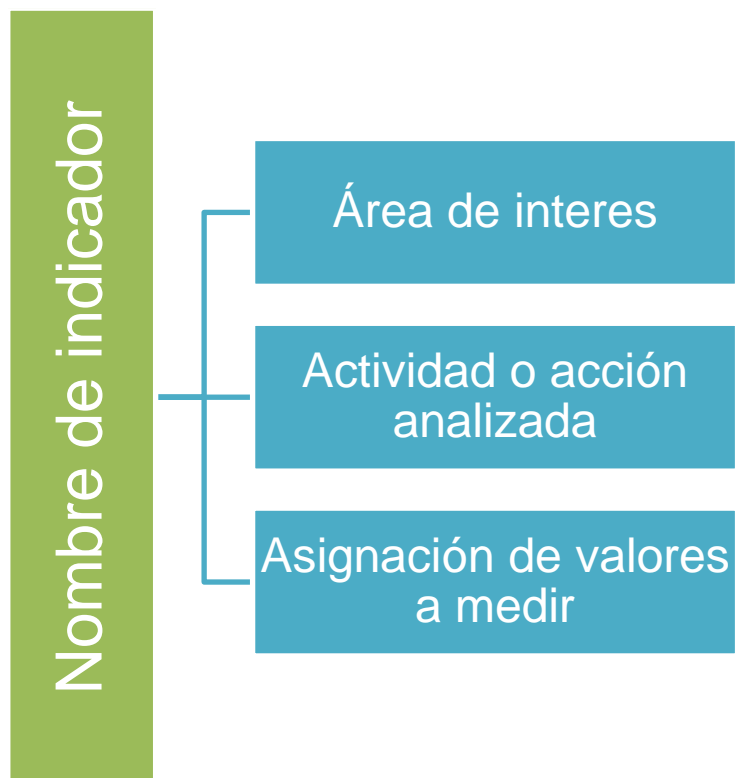 Nombre de indicador
Área de interes
Actividad o acción
analizada
Asignación de valores
a medir